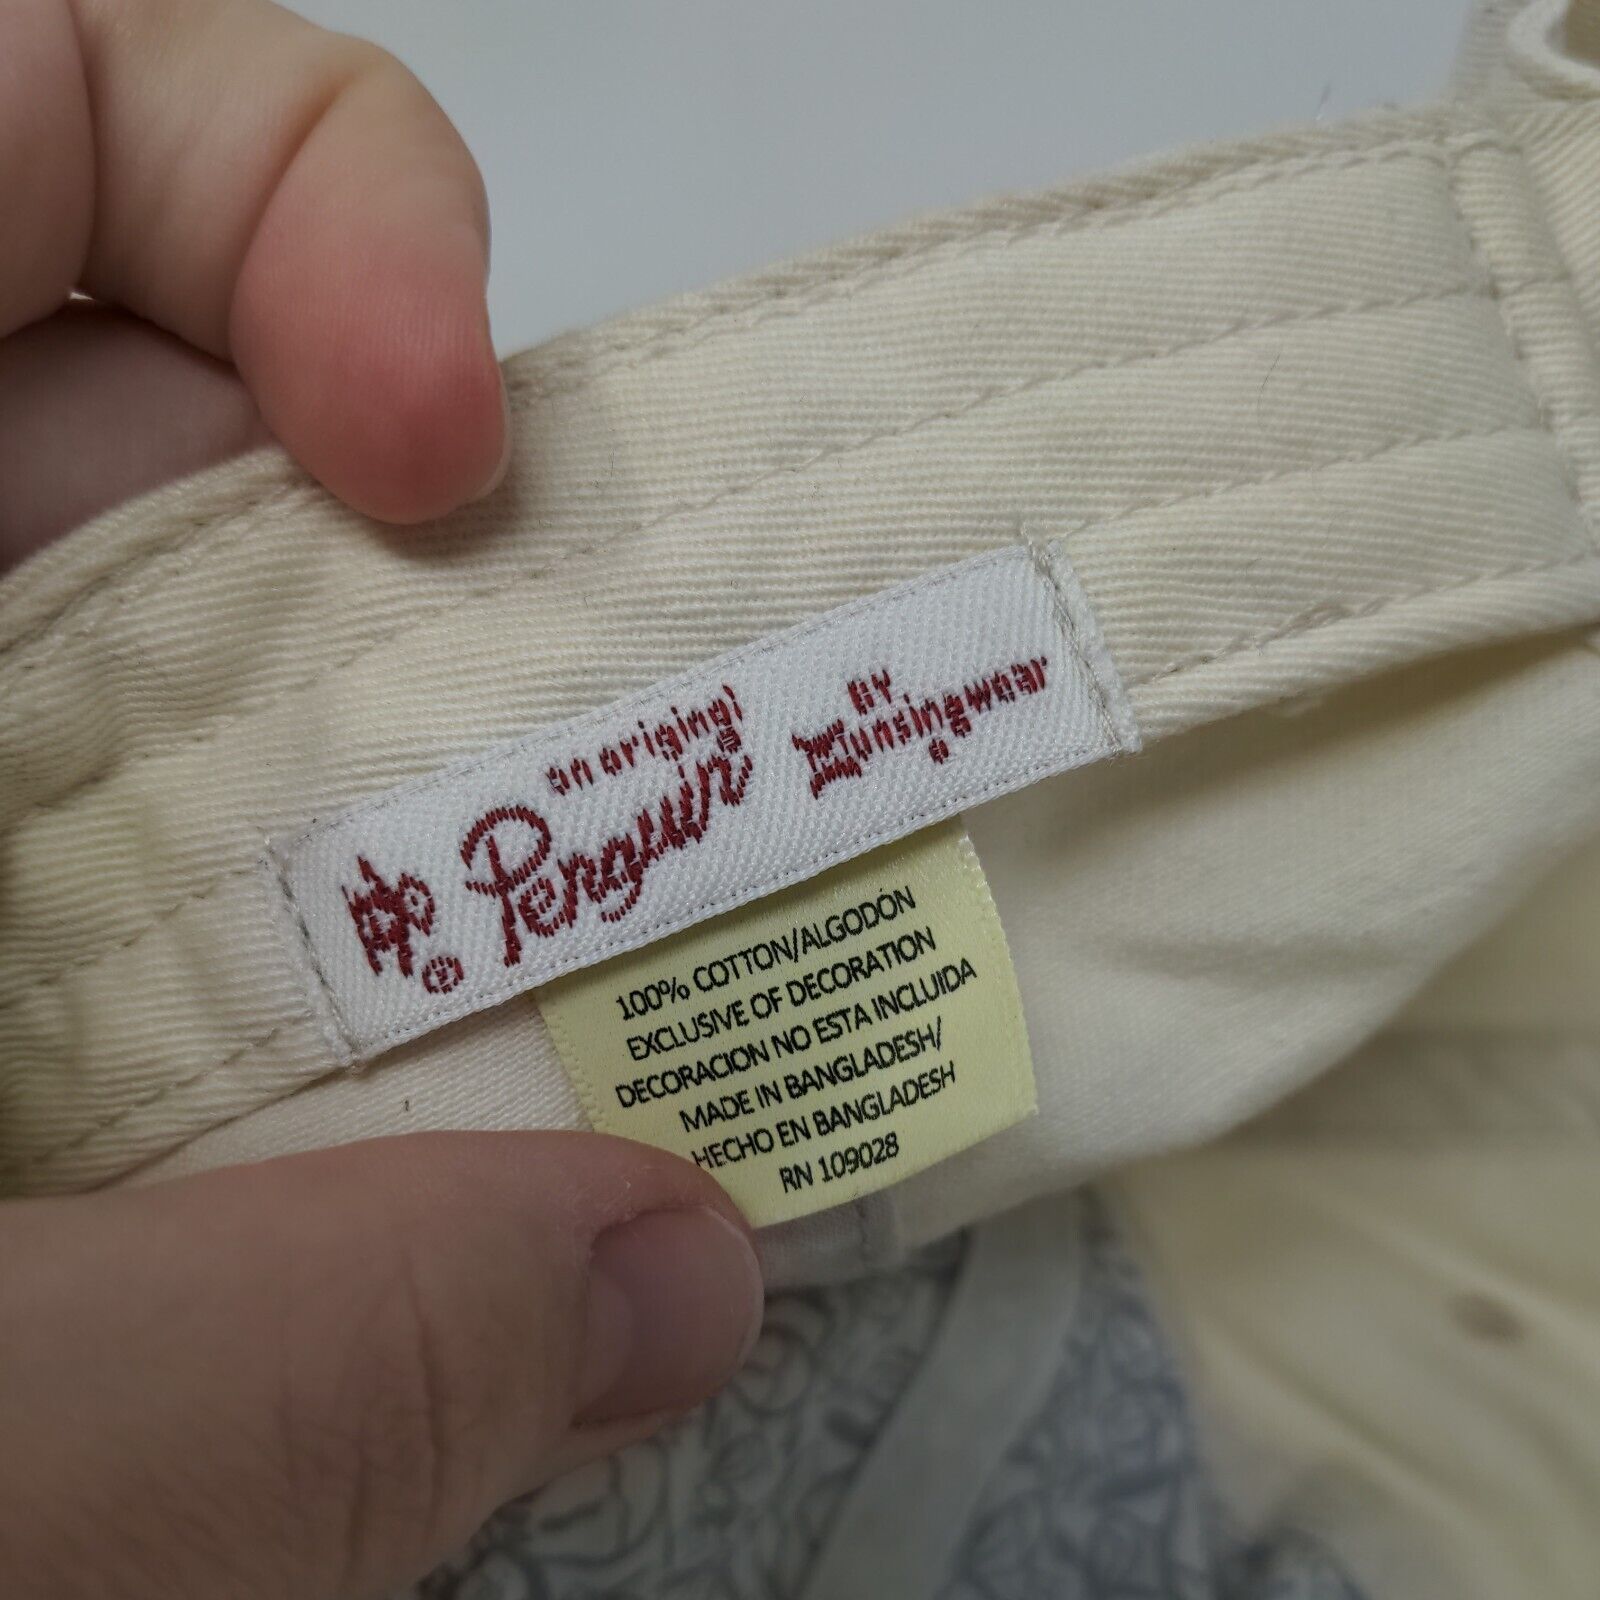 an original
Penguin
BY
Munsingwear
®
100% COTTON/ALGODÓN
EXCLUSIVE OF DECORATION
DECORACION NO ESTA INCLUIDA
MADE IN BANGLADESH/
HECHO EN BANGLADESH
RN 109028